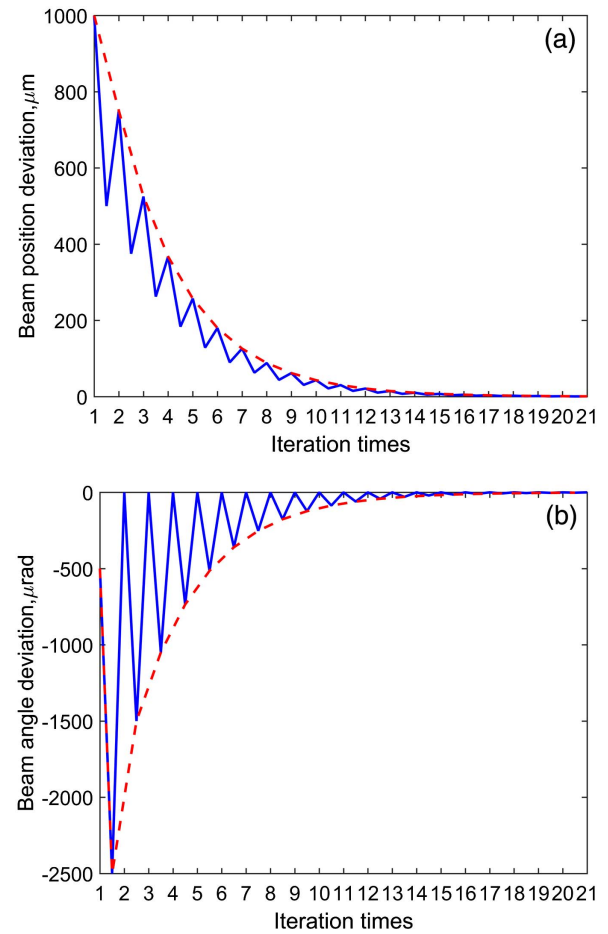 (a)
Beam position deviation,μm
1000
800
600
400
200
0
1 2 3 4 5 6 7 8 9 10 11 12 13 14 15 16 17 18 19 20 21
Iteration times
(b)
Beam angle deviation,μrad
0
-500
-1000
-1500
-2000
-2500
1 2 3 4 5 6 7 8 9 10 11 12 13 14 15 16 17 18 19 20 21
Iteration times